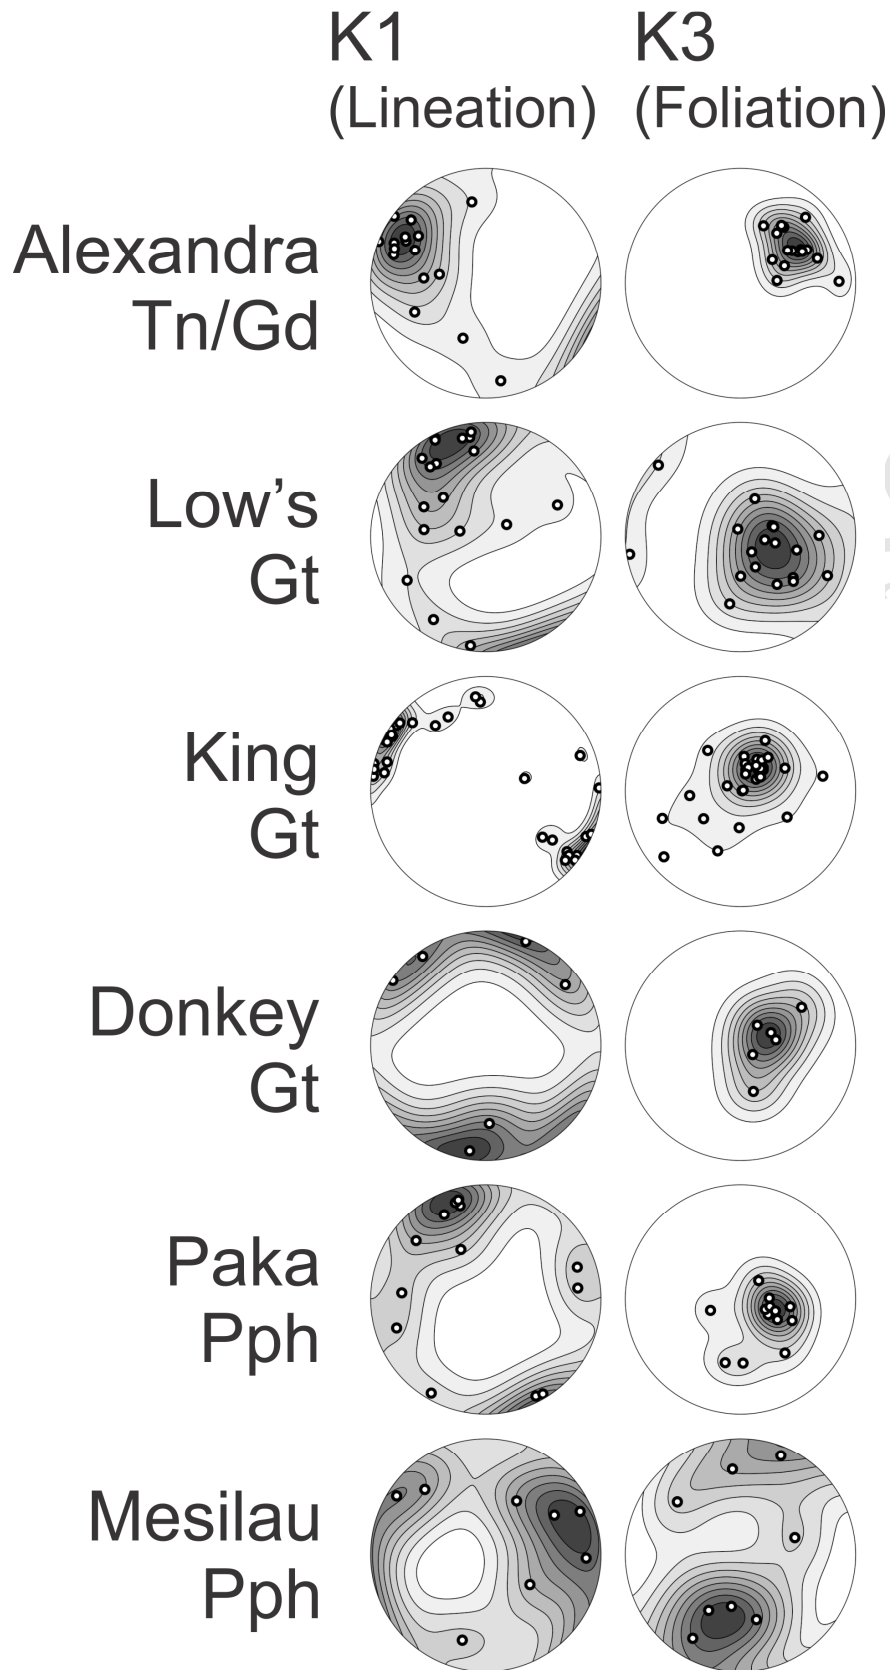 K1 K3
(Lineation) (Foliation)
Alexandra
Tn/Gd
Low’s
Gt
King
Gt
Donkey
Gt
Paka
Pph
Mesilau
Pph